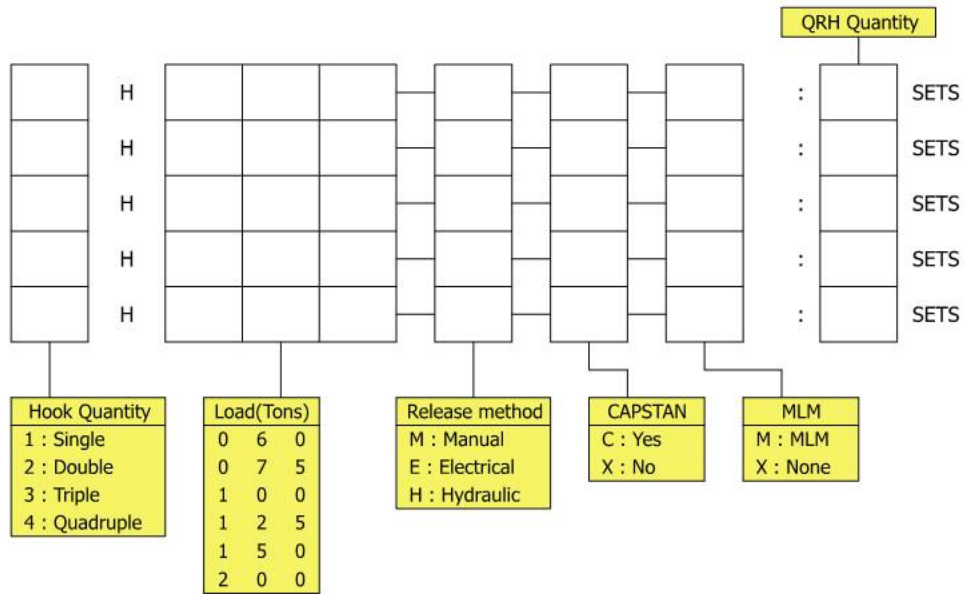 QRH Quantity
H : SETS
H : SETS
H : SETS
H : SETS
H : SETS
Hook Quantity
1 : Single
2 : Double
3 : Triple
4 : Quadruple
Load(Tons)
0 6 0
0 7 5
1 0 0
1 2 5
1 5 0
2 0 0
Release method
M : Manual
E : Electrical
H : Hydraulic
CAPSTAN
C : Yes
X : No
MLM
M : MLM
X : None